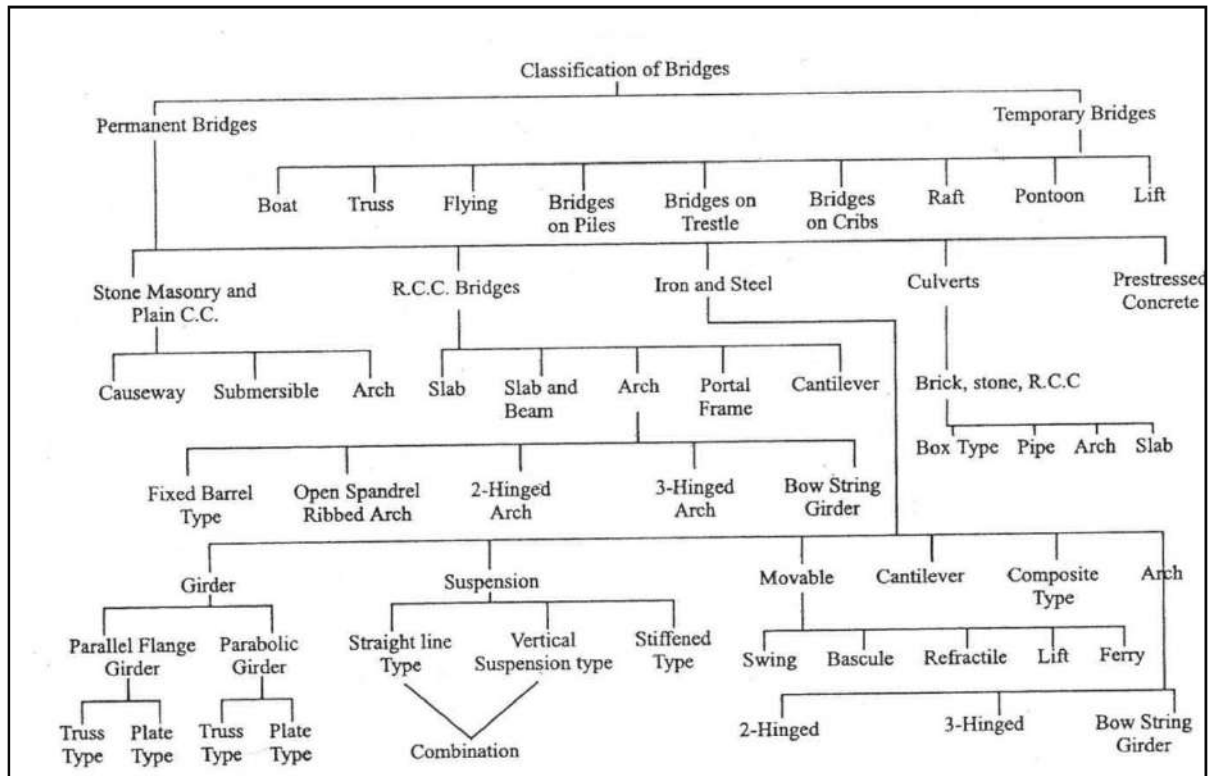 Classification of Bridges
Permanent Bridges
Temporary Bridges
Boat
Truss
Flying
Bridges
on Piles
Bridges on
Trestle
Bridges
on Cribs
Raft
Pontoon
Lift
Stone Masonry and
Plain C.C.
R.C.C. Bridges
Iron and Steel
Culverts
Prestressed
Concrete
Causeway
Submersible
Arch
Slab
Slab and
Beam
Arch
Portal
Frame
Cantilever
Brick, stone, R.C.C
Box Type
Pipe
Arch
Slab
Fixed Barrel
Type
Open Spandrel
Ribbed Arch
2-Hinged
Arch
3-Hinged
Arch
Bow String
Girder
Girder
Suspension
Movable
Cantilever
Composite
Type
Arch
Parallel Flange
Girder
Parabolic
Girder
Straight line
Type
Vertical
Suspension type
Stiffened
Type
Swing
Bascule
Refractile
Lift
Ferry
Truss
Type
Plate
Type
Truss
Type
Plate
Type
Combination
2-Hinged
3-Hinged
Bow String
Girder